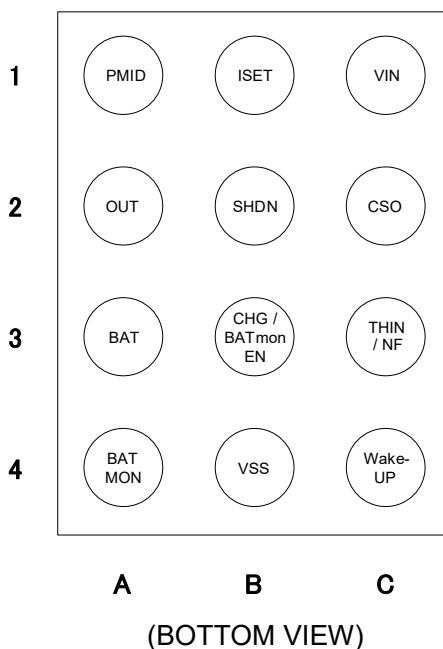 1 PMID ISET VIN
2 OUT SHDN CSO
3 BAT CHG / BATmon EN THIN / NF
4 BAT MON VSS Wake-UP
A B C
(BOTTOM VIEW)